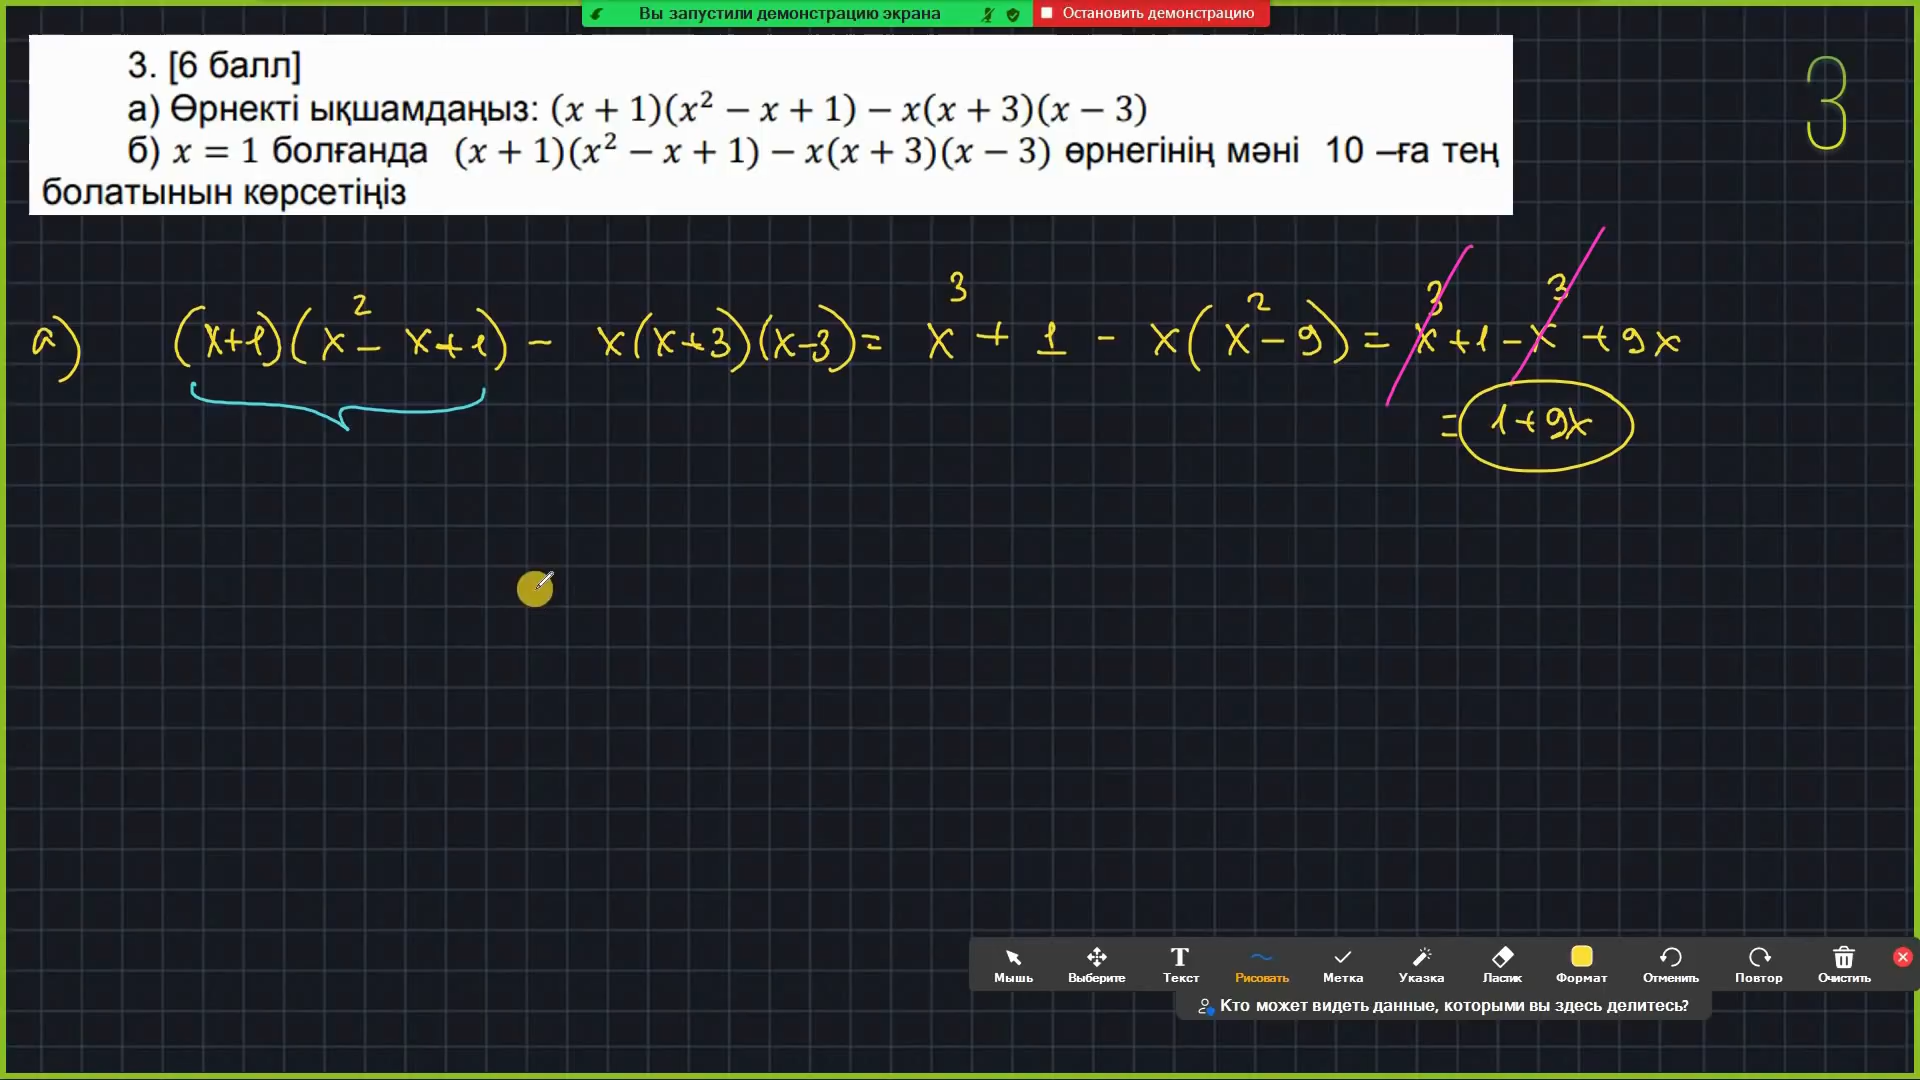 Вы запустили демонстрацию экрана Остановить демонстрацию
3. [6 балл]
а) Өрнекті ықшамдаңыз: (x + 1)(x² − x + 1) − x(x + 3)(x − 3)
б) x = 1 болғанда (x + 1)(x² − x + 1) − x(x + 3)(x − 3) өрнегінің мәні 10 –ға тең
болатынын көрсетіңіз
3
a) (x+1)(x² − x+1) − x(x+3)(x−3) = x³ + 1 − x(x² − 9) = x³ + 1 − x³ + 9x
= 1+9x
Мышь Выберите Текст Рисовать Метка Указка Ластик Формат Отменить Повтор Очистить
Кто может видеть данные, которыми вы здесь делитесь?